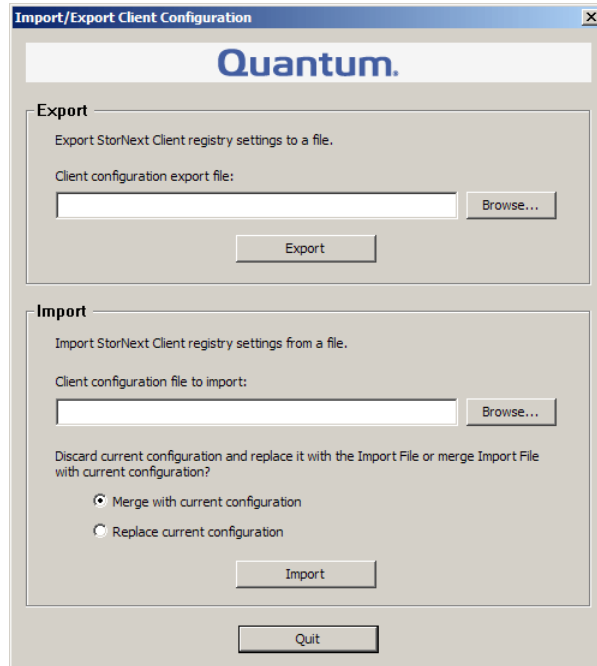 Import/Export Client Configuration
Quantum.
Export
Export StorNext Client registry settings to a file.
Client configuration export file:
Browse...
Export
Import
Import StorNext Client registry settings from a file.
Client configuration file to import:
Browse...
Discard current configuration and replace it with the Import File or merge Import File
with current configuration?
Merge with current configuration
Replace current configuration
Import
Quit